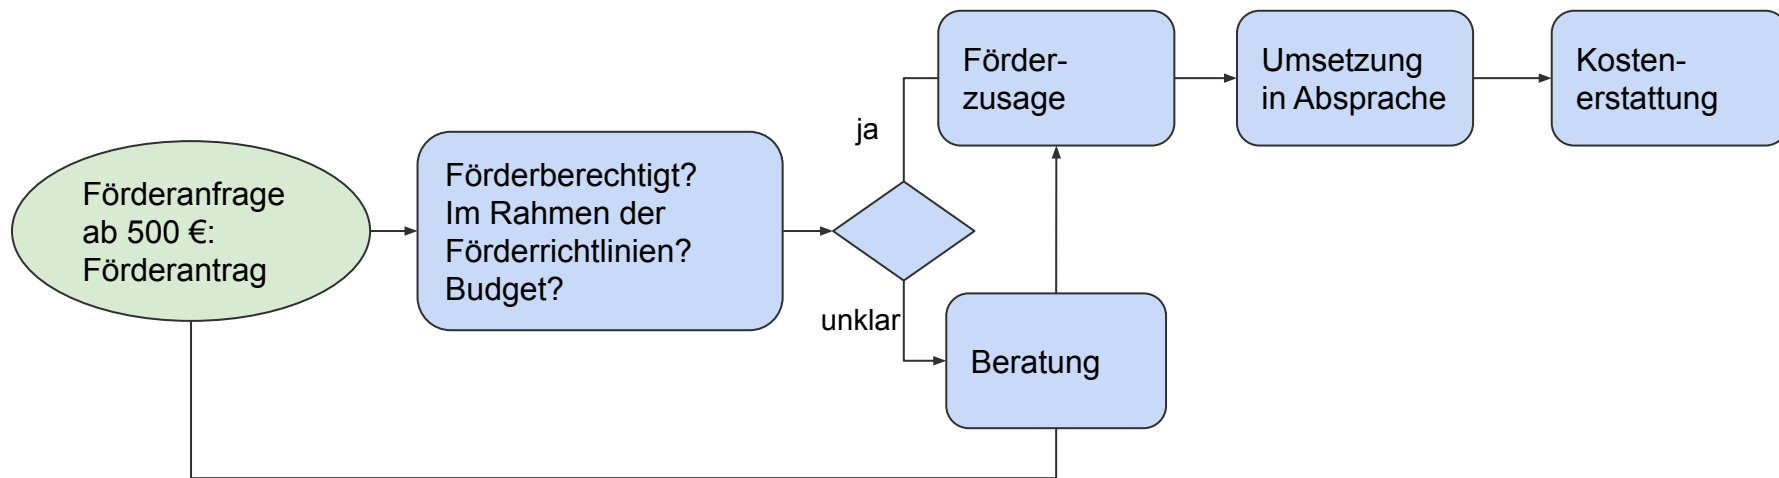 Förderanfrage
ab 500 €:
Förderantrag
Förderberechtigt?
Im Rahmen der
Förderrichtlinien?
Budget?
ja
unklar
Förder-
zusage
Beratung
Umsetzung
in Absprache
Kosten-
erstattung